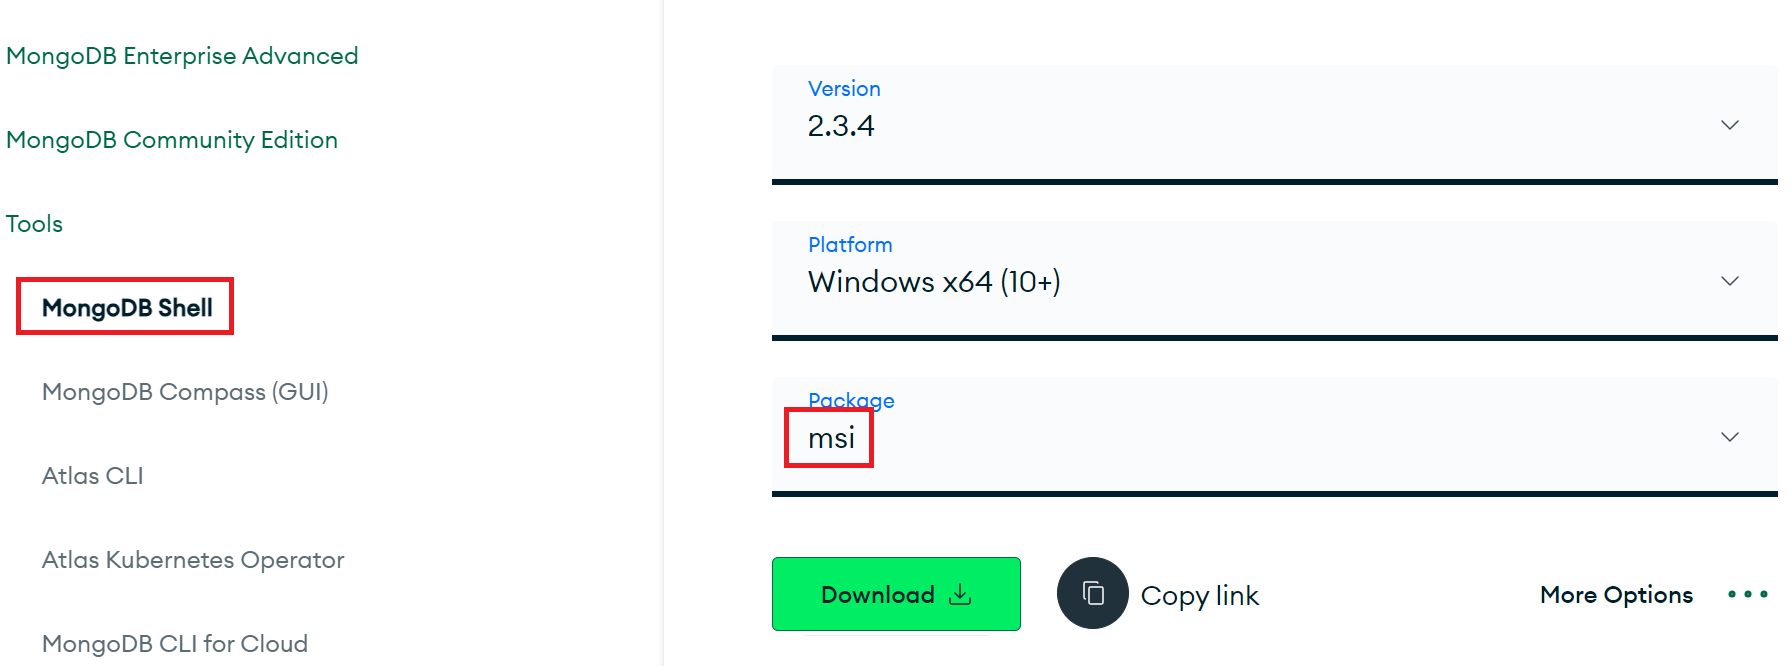 MongoDB Enterprise Advanced
MongoDB Community Edition
Tools
MongoDB Shell
MongoDB Compass (GUI)
Atlas CLI
Atlas Kubernetes Operator
MongoDB CLI for Cloud
Version
2.3.4
Platform
Windows x64 (10+)
Package
msi
Download
Copy link
More Options